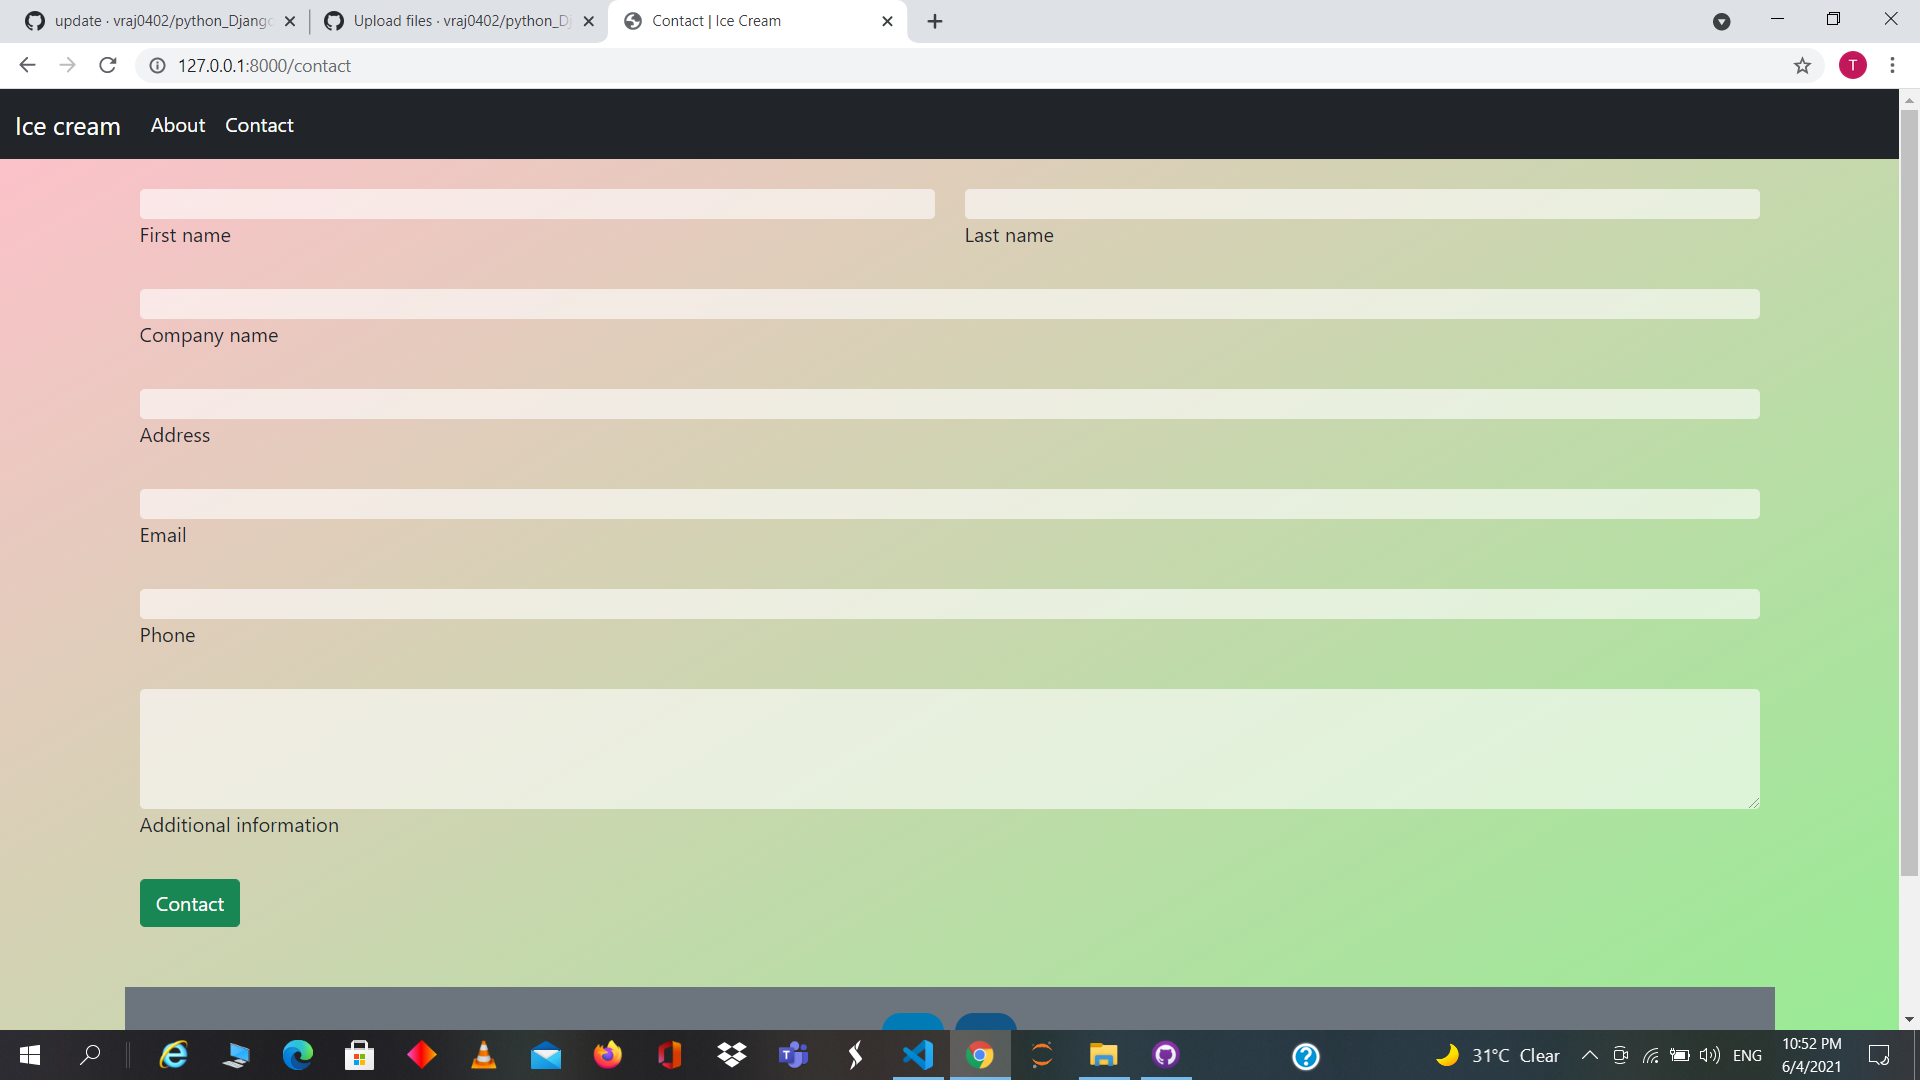 update · vraj0402/python_Django
Upload files · vraj0402/python_Dj
Contact | Ice Cream
127.0.0.1:8000/contact
T
Ice cream About Contact
First name Last name
Company name
Address
Email
Phone
Additional information
Contact
31°C Clear
ENG
10:52 PM
6/4/2021